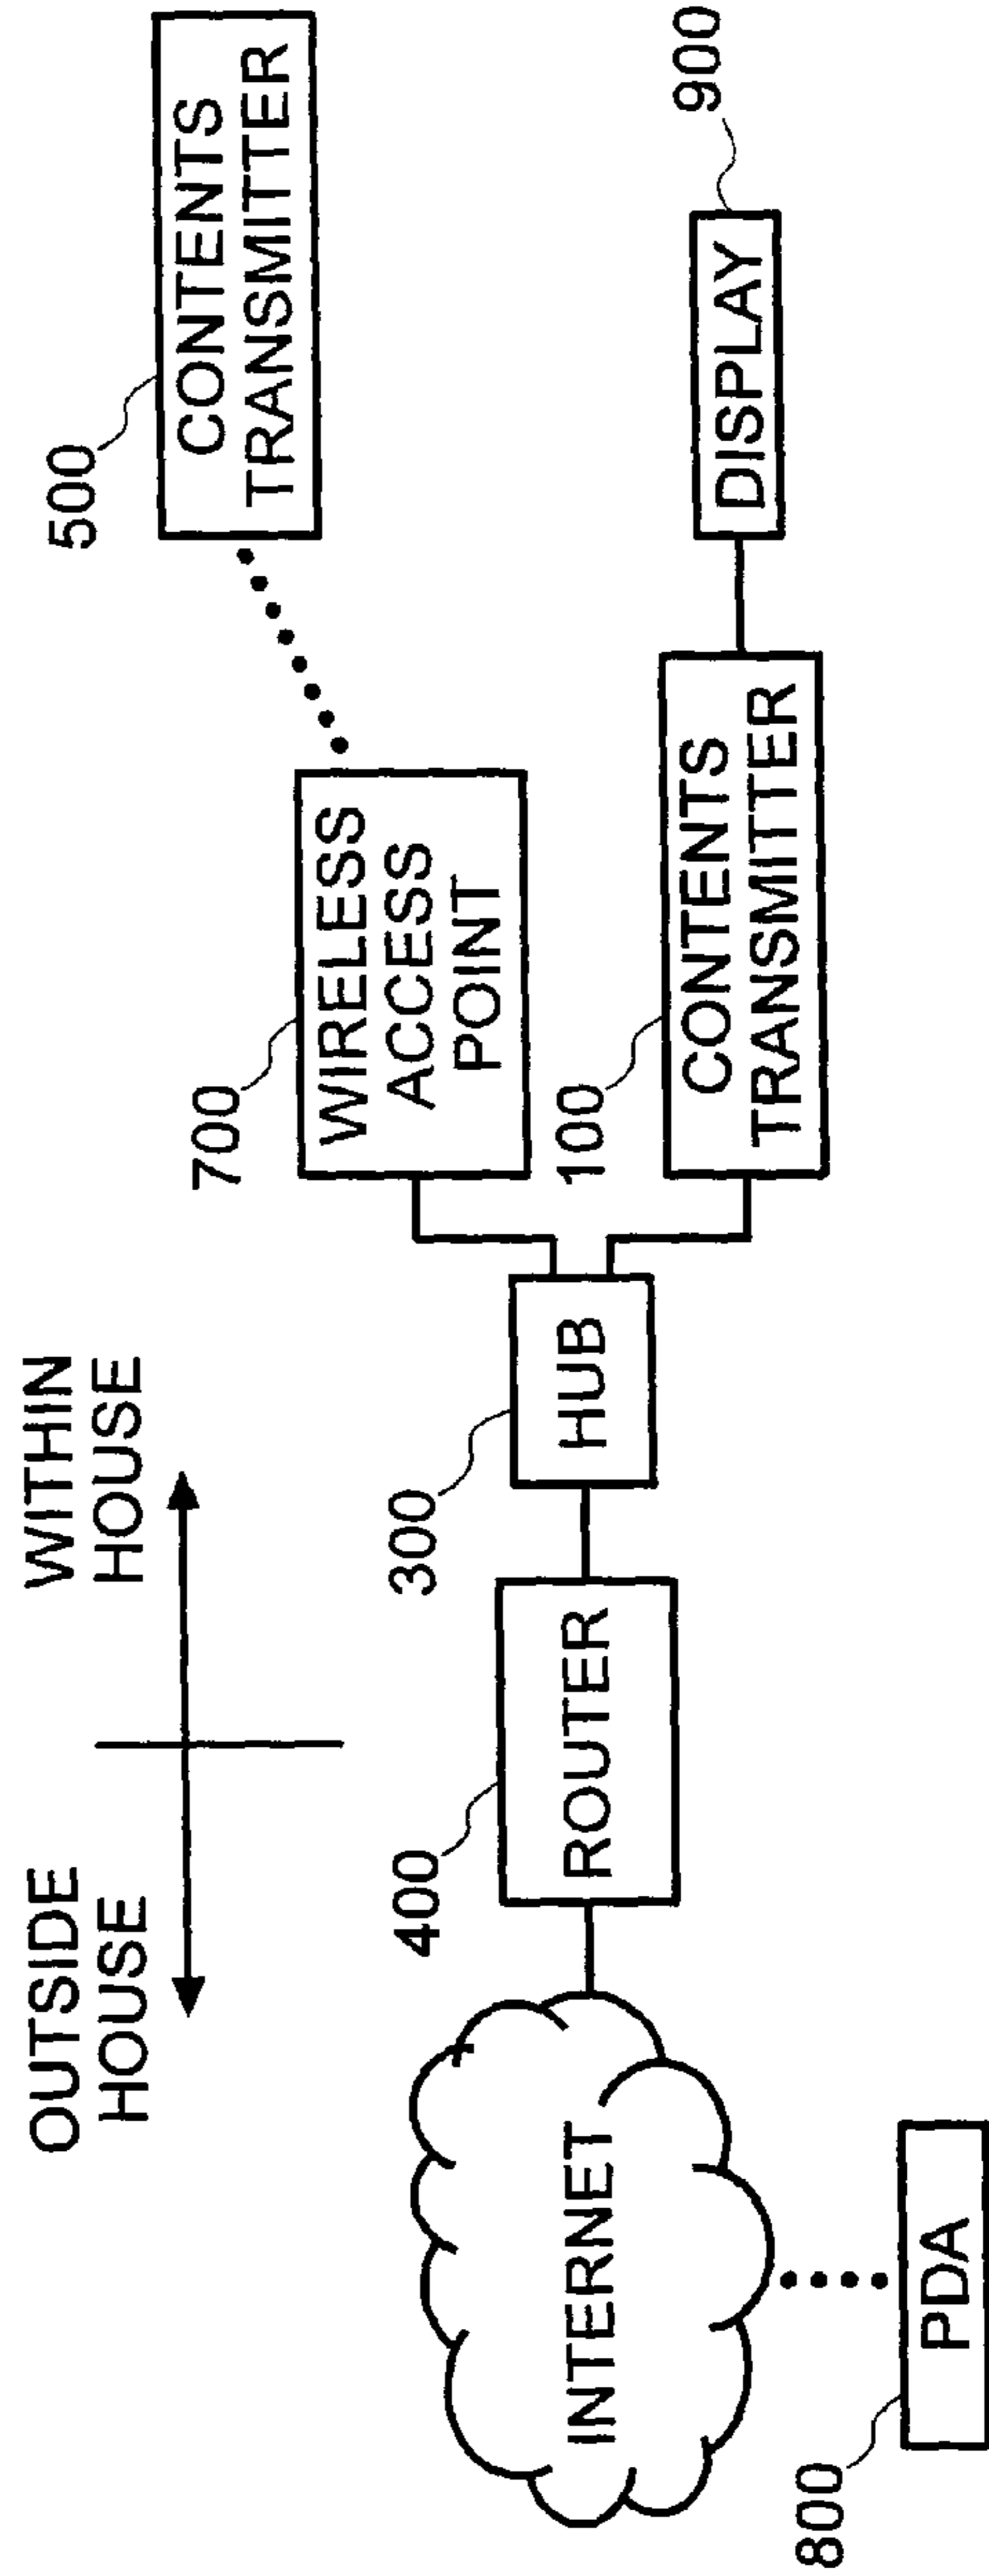 OUTSIDE
HOUSE
WITHIN
HOUSE
500
CONTENTS
TRANSMITTER
700
WIRELESS
ACCESS
POINT
400
ROUTER
300
HUB
INTERNET
100
CONTENTS
TRANSMITTER
DISPLAY
900
800
PDA